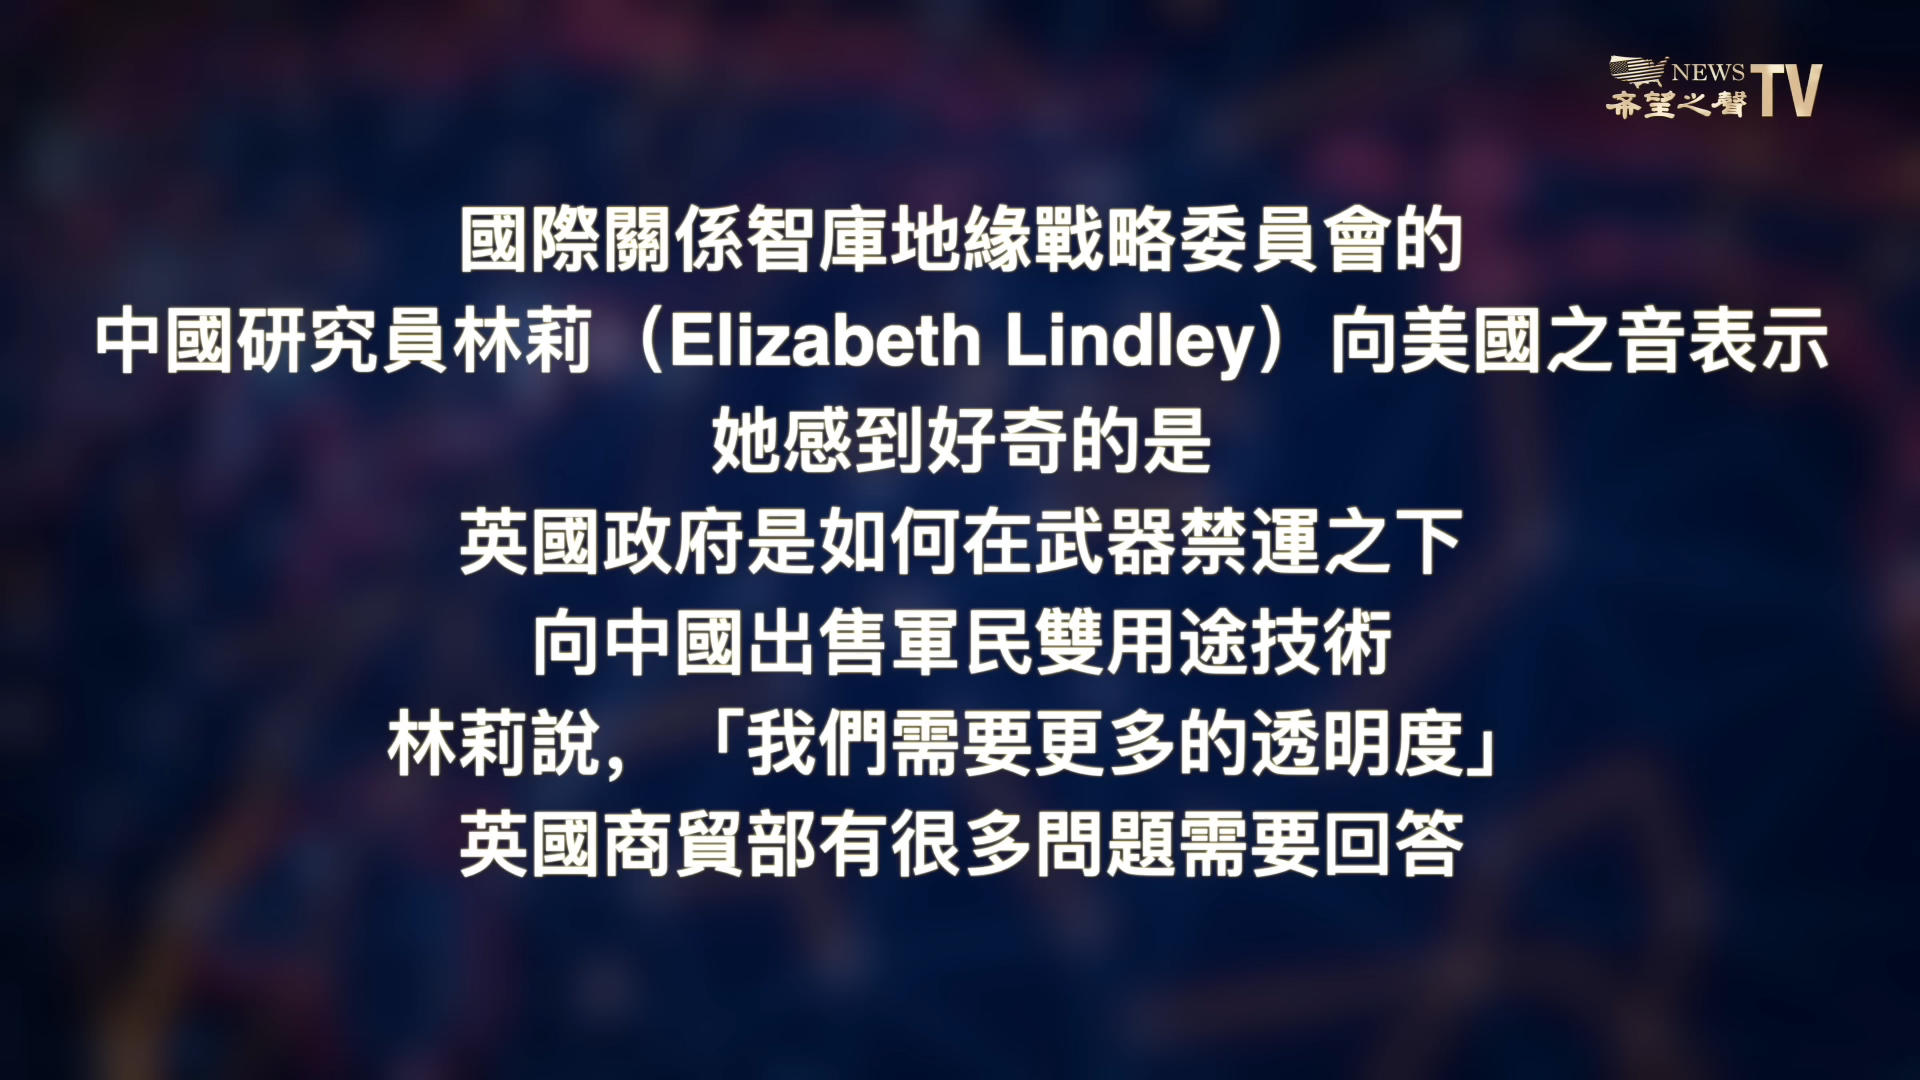 NEWS
希望之聲TV
國際關係智庫地緣戰略委員會的
中國研究員林莉（Elizabeth Lindley）向美國之音表示
她感到好奇的是
英國政府是如何在武器禁運之下
向中國出售軍民雙用途技術
林莉說，「我們需要更多的透明度」
英國商貿部有很多問題需要回答